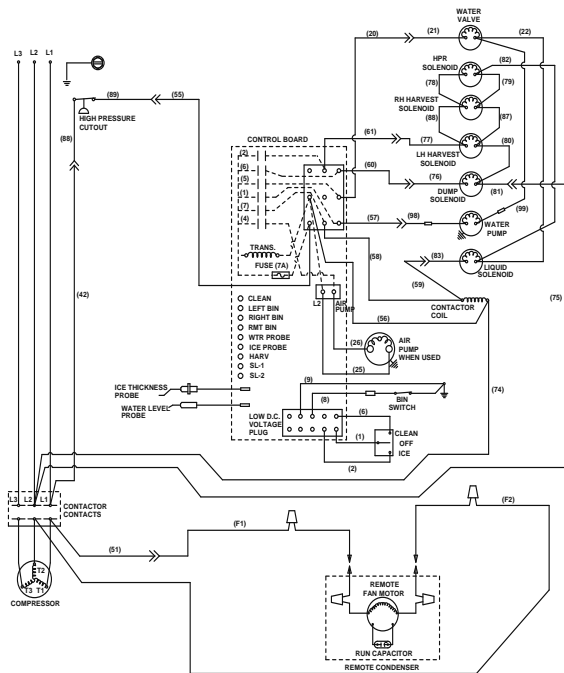 WATER
VALVE
(20)
(21)
(22)
L3
L2
L1
HPR
SOLENOID
(82)
(78)
(79)
(89)
(55)
RH HARVEST
SOLENOID
HIGH PRESSURE
CUTOUT
(88)
(87)
(88)
(61)
(77)
(80)
CONTROL BOARD
LH HARVEST
SOLENOID
(2)
(6)
(60)
(76)
(81)
(5)
DUMP
SOLENOID
(1)
(7)
(57)
(98)
(99)
(4)
WATER
PUMP
TRANS.
(58)
(83)
FUSE (7A)
LIQUID
SOLENOID
(42)
(59)
L2
AIR
PUMP
CONTACTOR
COIL
(75)
CLEAN
LEFT BIN
RIGHT BIN
RMT BIN
WTR PROBE
ICE PROBE
HARV
SL-1
SL-2
(56)
(26)
AIR
PUMP
WHEN USED
(25)
(74)
ICE THICKNESS
PROBE
(9)
(8)
BIN
SWITCH
WATER LEVEL
PROBE
LOW D.C.
VOLTAGE
PLUG
(6)
CLEAN
(1)
OFF
ICE
(2)
L3
L2
L1
CONTACTOR
CONTACTS
(F1)
(F2)
(51)
T2
T3
T1
COMPRESSOR
REMOTE
FAN MOTOR
RUN CAPACITOR
REMOTE CONDENSER